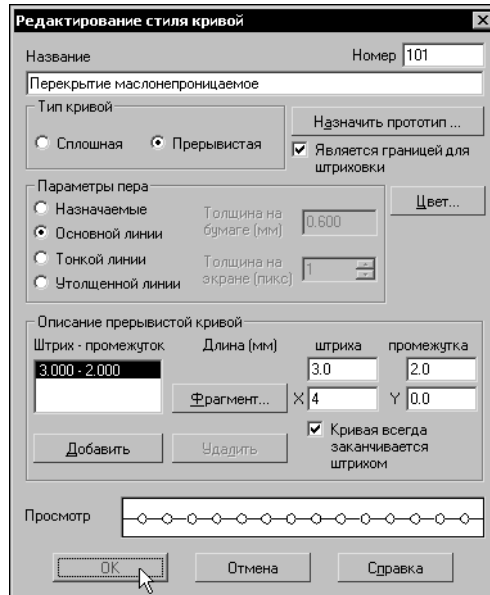 Редактирование стиля кривой
Название
Номер 101
Перекрытие маслонепроницаемое
Тип кривой
Сплошная Прерывистая
Назначить прототип ...
Является границей для
штриховки
Параметры пера
Назначаемые
Основной линии
Тонкой линии
Утолщенной линии
Толщина на
бумаге (мм)
0.600
Толщина на
экране (пикс)
1
Цвет...
Описание прерывистой кривой
Штрих - промежуток Длина (мм) штриха промежутка
3.000 - 2.000
3.0 2.0
Фрагмент... X 4 Y 0.0
Добавить Удалить
Кривая всегда
заканчивается
штрихом
Просмотр
OK Отмена Справка